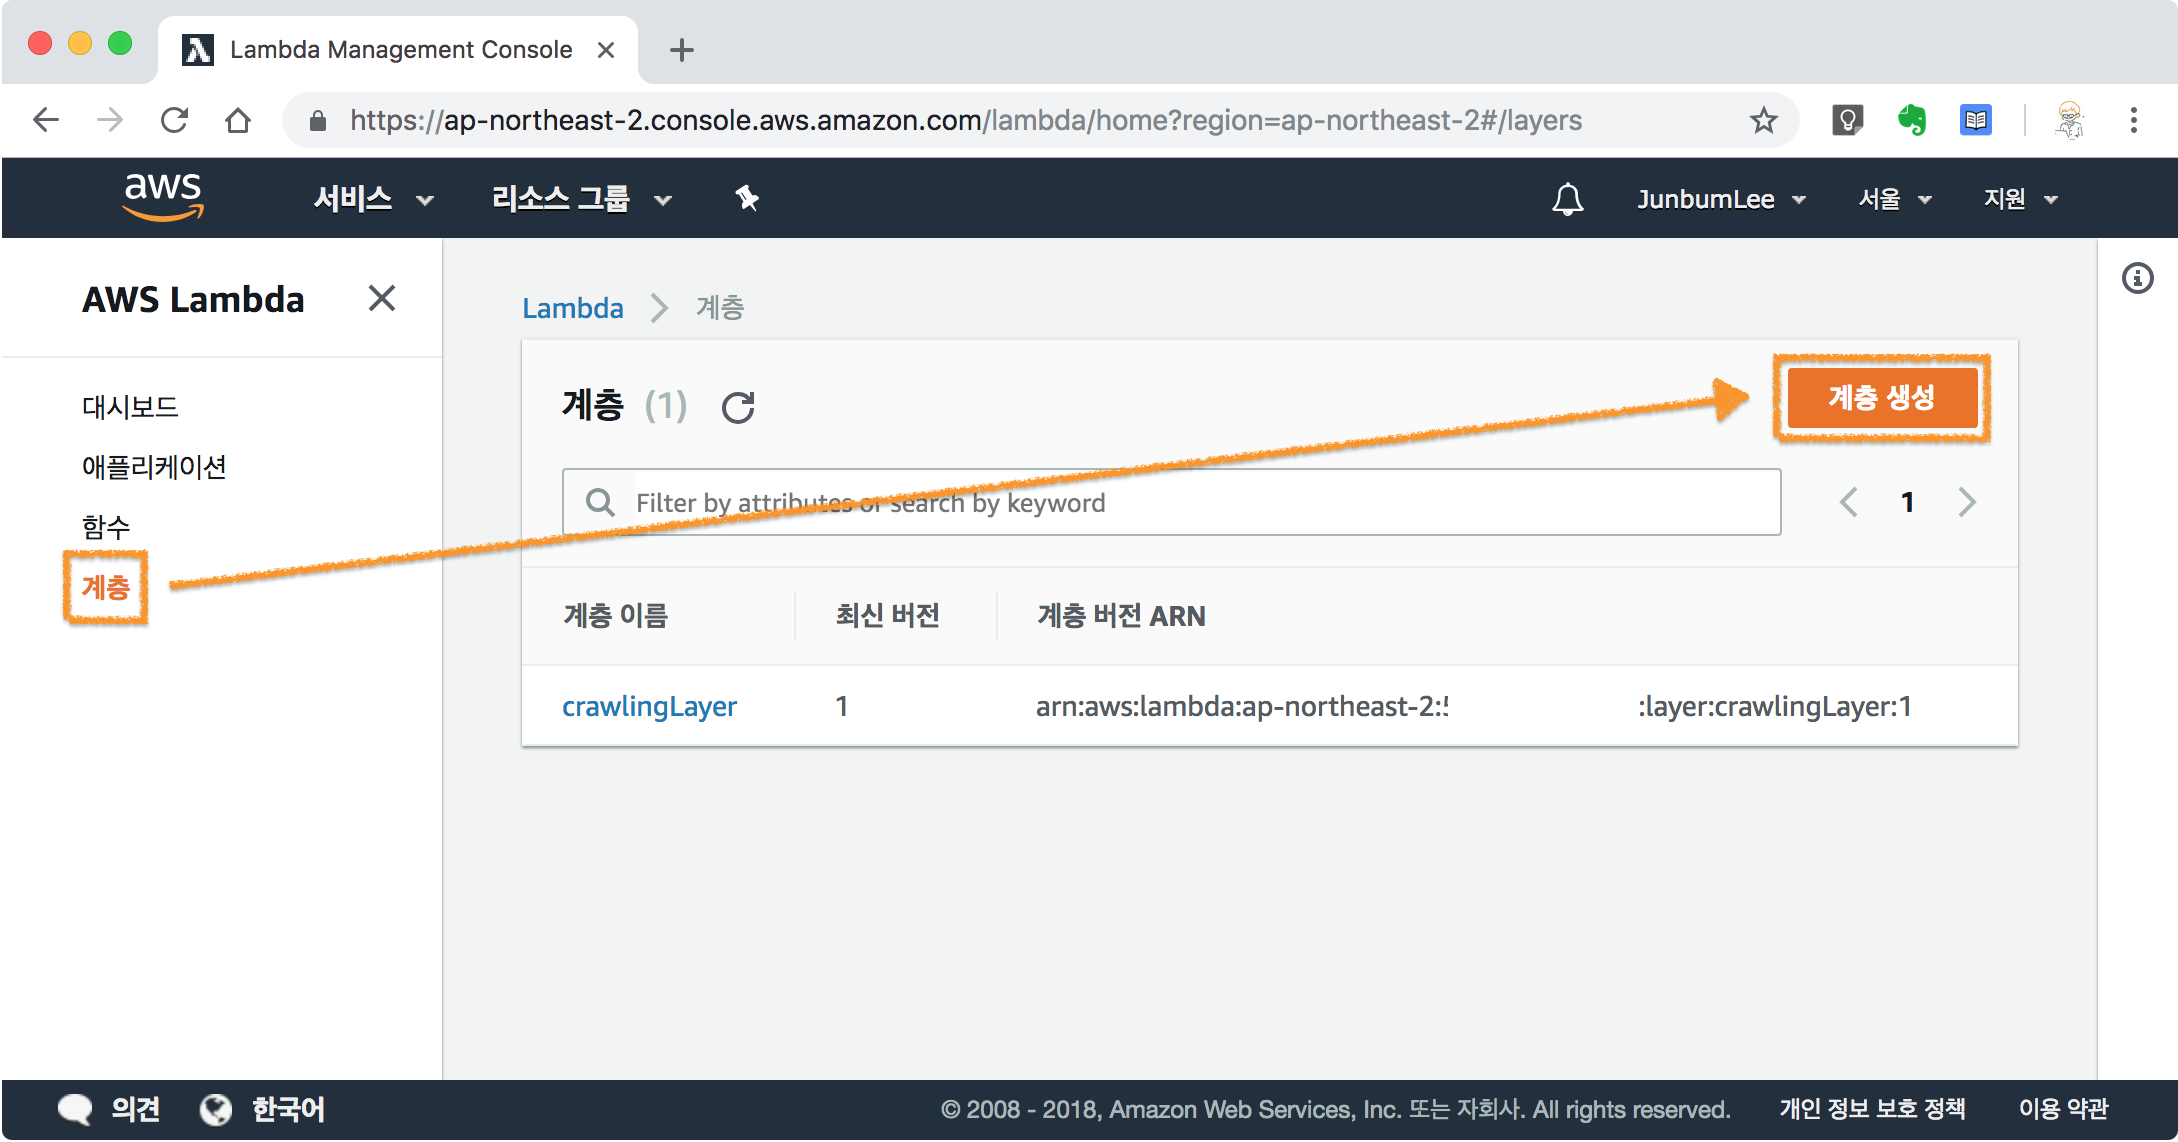 Lambda Management Console
https://ap-northeast-2.console.aws.amazon.com/lambda/home?region=ap-northeast-2#/layers
aws 서비스 리소스 그룹 JunbumLee 서울 지원
AWS Lambda
대시보드
애플리케이션
함수
계층
Lambda 계층
계층 (1) 계층 생성
Filter by attributes or search by keyword 1
계층 이름 최신 버전 계층 버전 ARN
crawlingLayer 1 arn:aws:lambda:ap-northeast-2:5 :layer:crawlingLayer:1
의견 한국어 © 2008 - 2018, Amazon Web Services, Inc. 또는 자회사. All rights reserved. 개인 정보 보호 정책 이용 약관